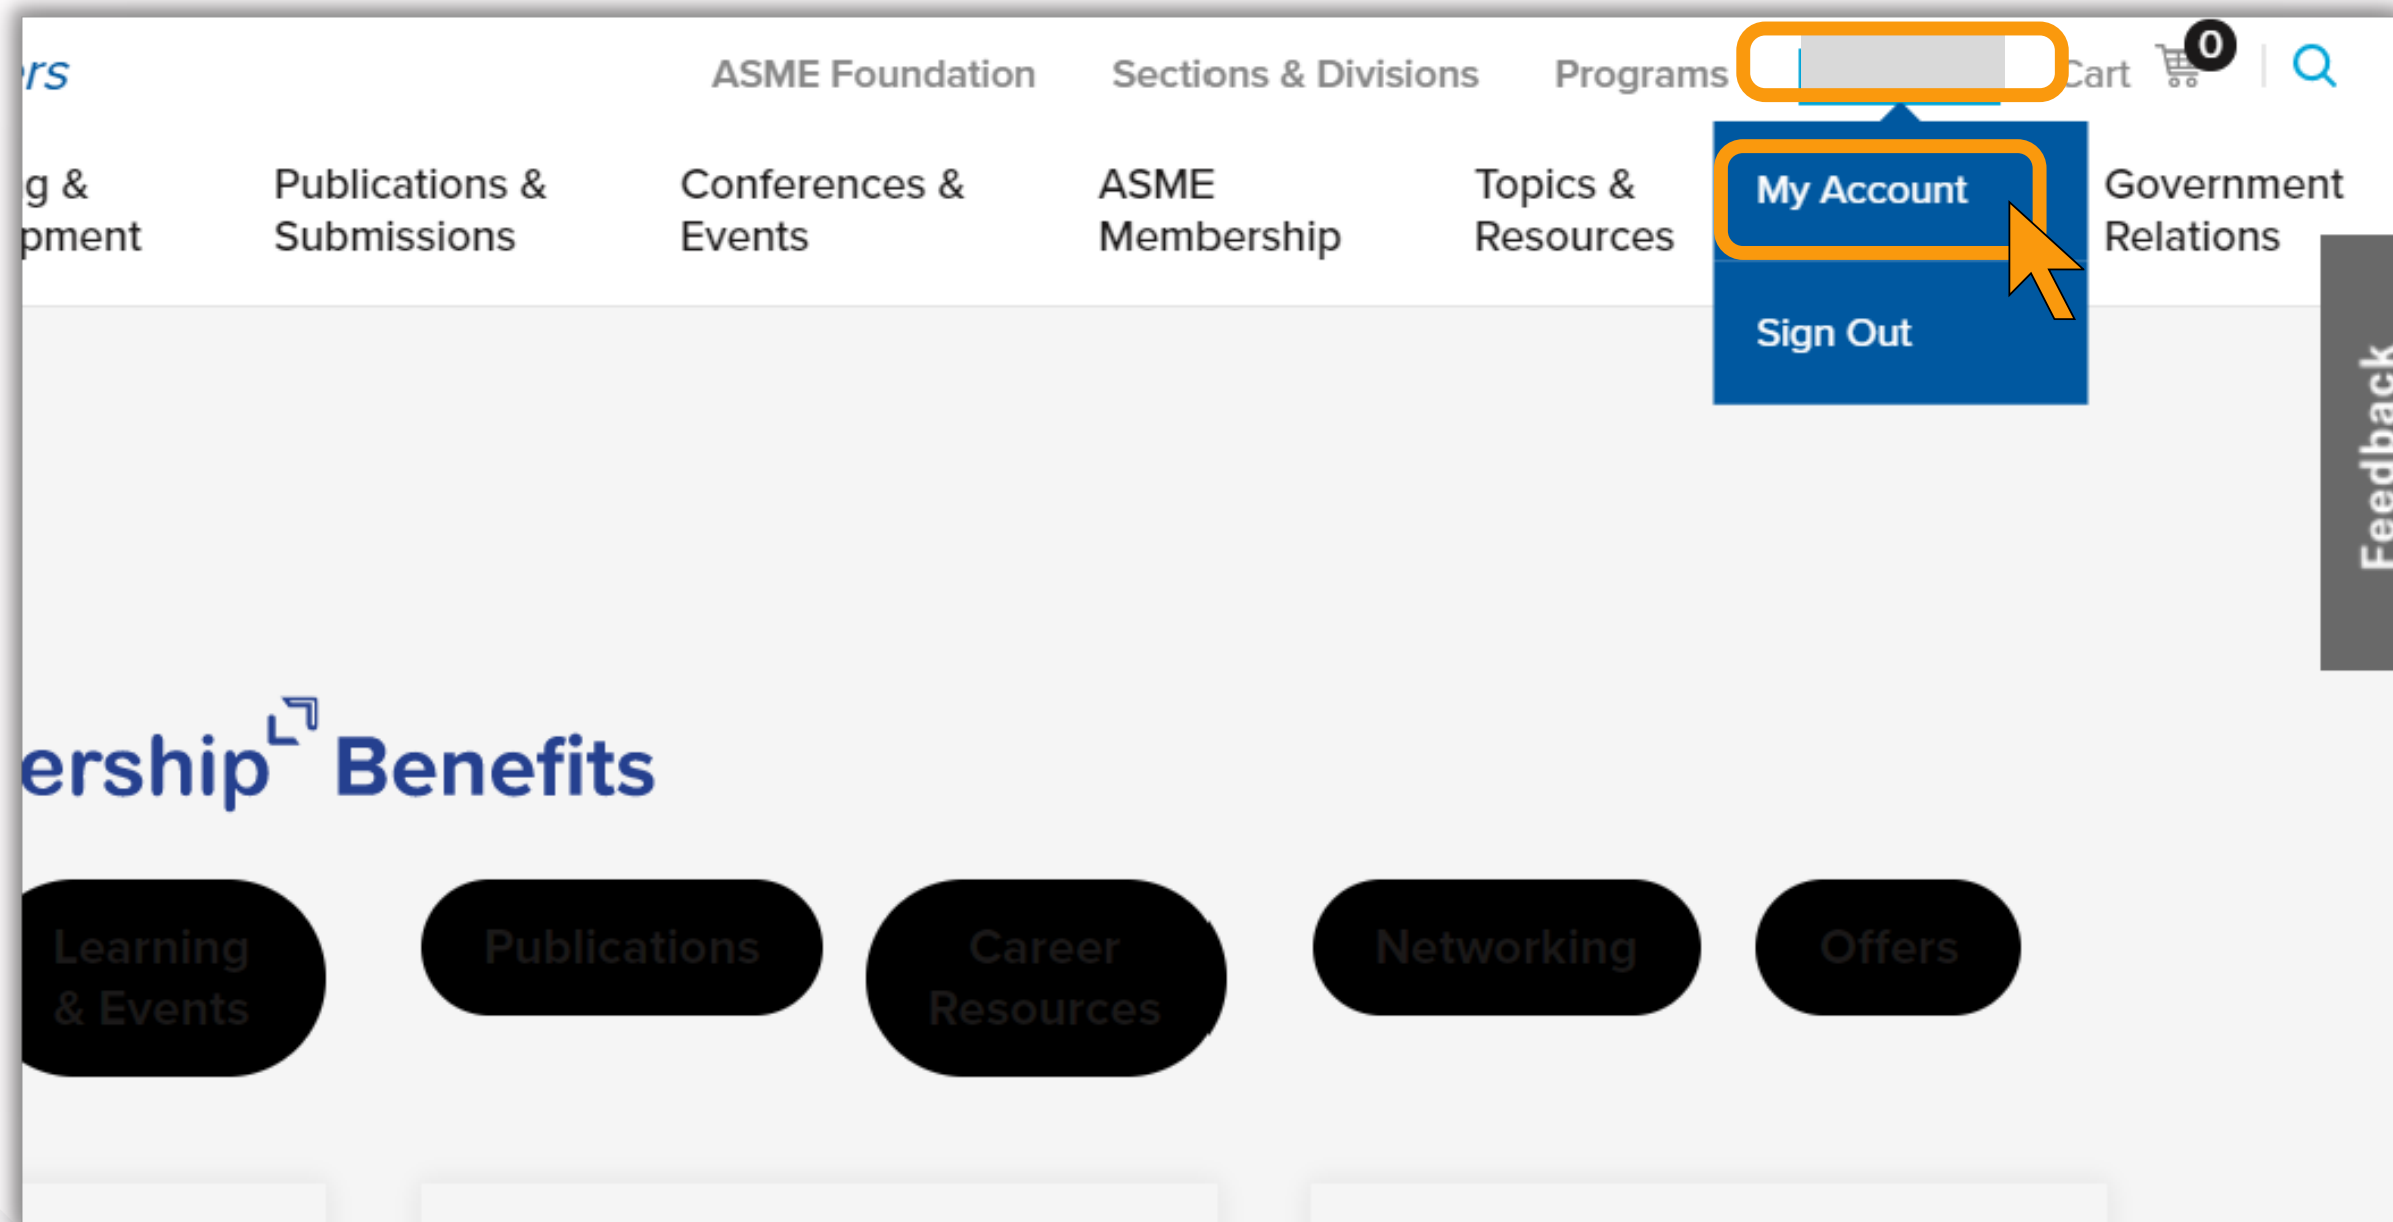 rs
ASME Foundation Sections & Divisions Programs Cart 0
g & Publications & Conferences & ASME Topics & My Account Government
pment Submissions Events Membership Resources Relations
Sign Out
Feedback
ership Benefits
Learning Publications Career Networking Offers
& Events Resources